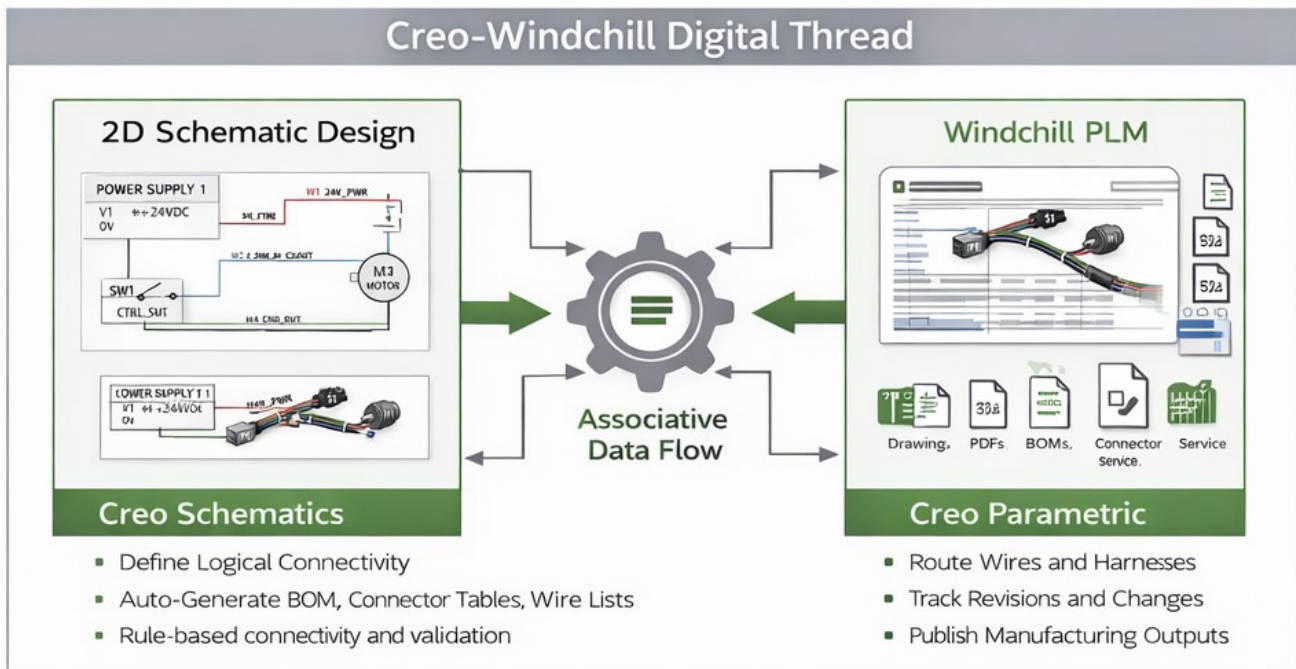 Creo-Windchill Digital Thread
2D Schematic Design
POWER SUPPLY 1
V1
24VDC
0V
W1 24V_PWR
SW1
MOTOR
Creo Schematics
Define Logical Connectivity
Auto-Generate BOM, Connector Tables, Wire Lists
Rule-based connectivity and validation
Associative
Data Flow
Windchill PLM
Drawing,
PDFs
BOMs,
Connector
Service
Service.
Creo Parametric
Route Wires and Harnesses
Track Revisions and Changes
Publish Manufacturing Outputs